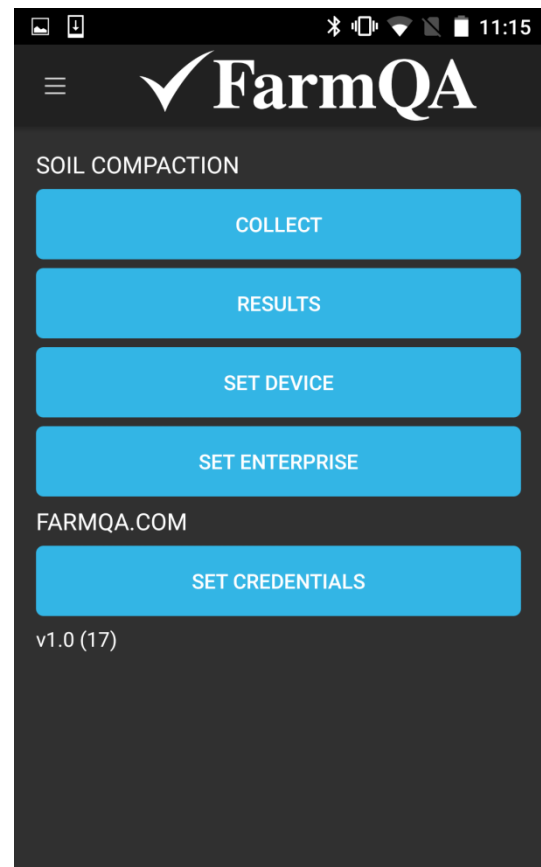 11:15
FarmQA
SOIL COMPACTION
COLLECT
RESULTS
SET DEVICE
SET ENTERPRISE
FARMQA.COM
SET CREDENTIALS
v1.0 (17)